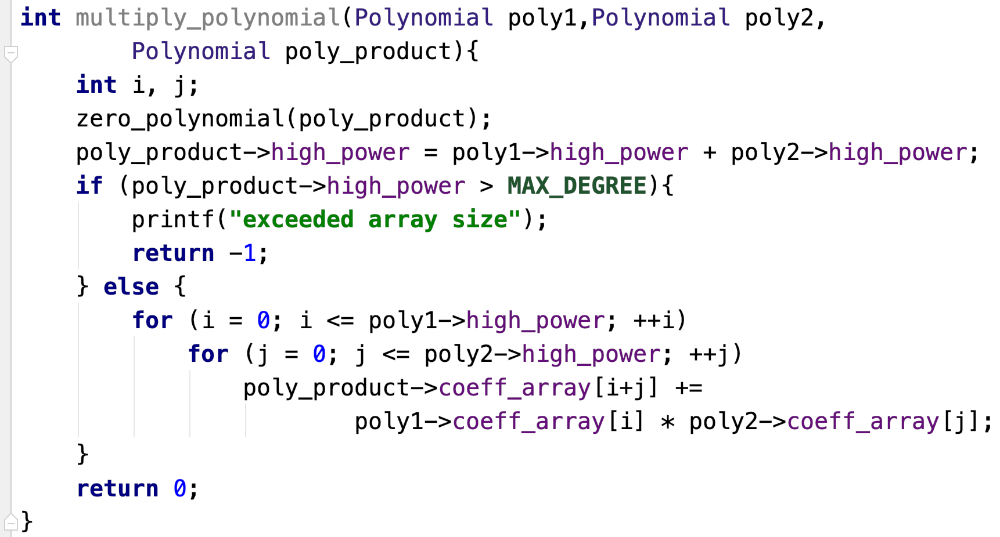 int multiply_polynomial(Polynomial poly1,Polynomial poly2,
        Polynomial poly_product){
    int i, j;
    zero_polynomial(poly_product);
    poly_product->high_power = poly1->high_power + poly2->high_power;
    if (poly_product->high_power > MAX_DEGREE){
        printf("exceeded array size");
        return -1;
    } else {
        for (i = 0; i <= poly1->high_power; ++i)
            for (j = 0; j <= poly2->high_power; ++j)
                poly_product->coeff_array[i+j] +=
                        poly1->coeff_array[i] * poly2->coeff_array[j];
    }
    return 0;
}